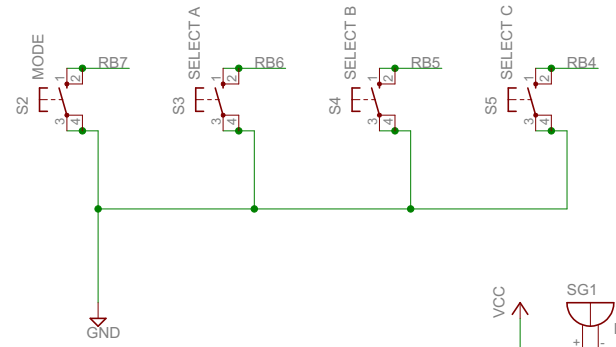 MODE
SELECT A
SELECT B
SELECT C
RB7
RB6
RB5
RB4
1
2
1
2
1
2
1
2
S2
S3
S4
S5
3
4
3
4
3
4
3
4
VCC
SG1
GND
+
-